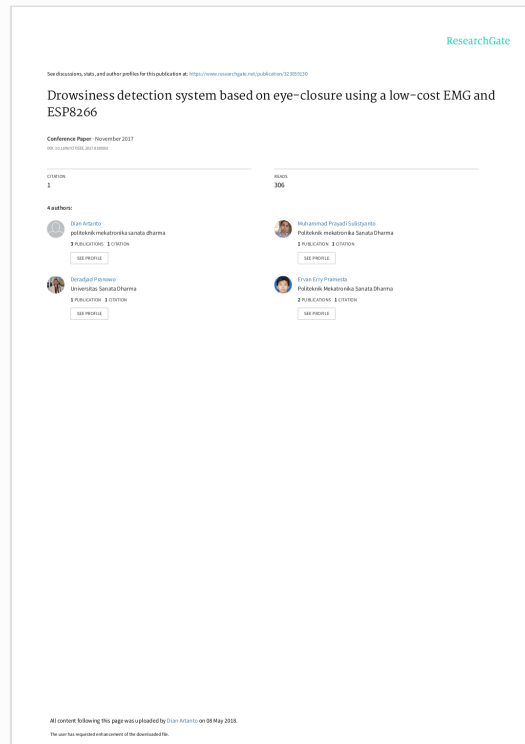 ResearchGate
See discussions, stats, and author profiles for this publication at: https://www.researchgate.net/publication/323859230
Drowsiness detection system based on eye-closure using a low-cost EMG and
ESP8266
Conference Paper · November 2017
CITATION
1
READS
306
4 authors:
Dian Artanto
politeknik mekatronika sanata dharma
3 PUBLICATIONS 1 CITATION
SEE PROFILE
Muhammad Prayadi Sulistyanto
Politeknik mekatronika Sanata Dharma
1 PUBLICATION 1 CITATION
SEE PROFILE
Deradjad Pranowo
Universitas Sanata Dharma
1 PUBLICATION 1 CITATION
SEE PROFILE
Ervan Erry Pramesta
Politeknik Mekatronika Sanata Dharma
2 PUBLICATIONS 1 CITATION
SEE PROFILE
All content following this page was uploaded by Dian Artanto on 08 May 2018.
The user has requested enhancement of the downloaded file.